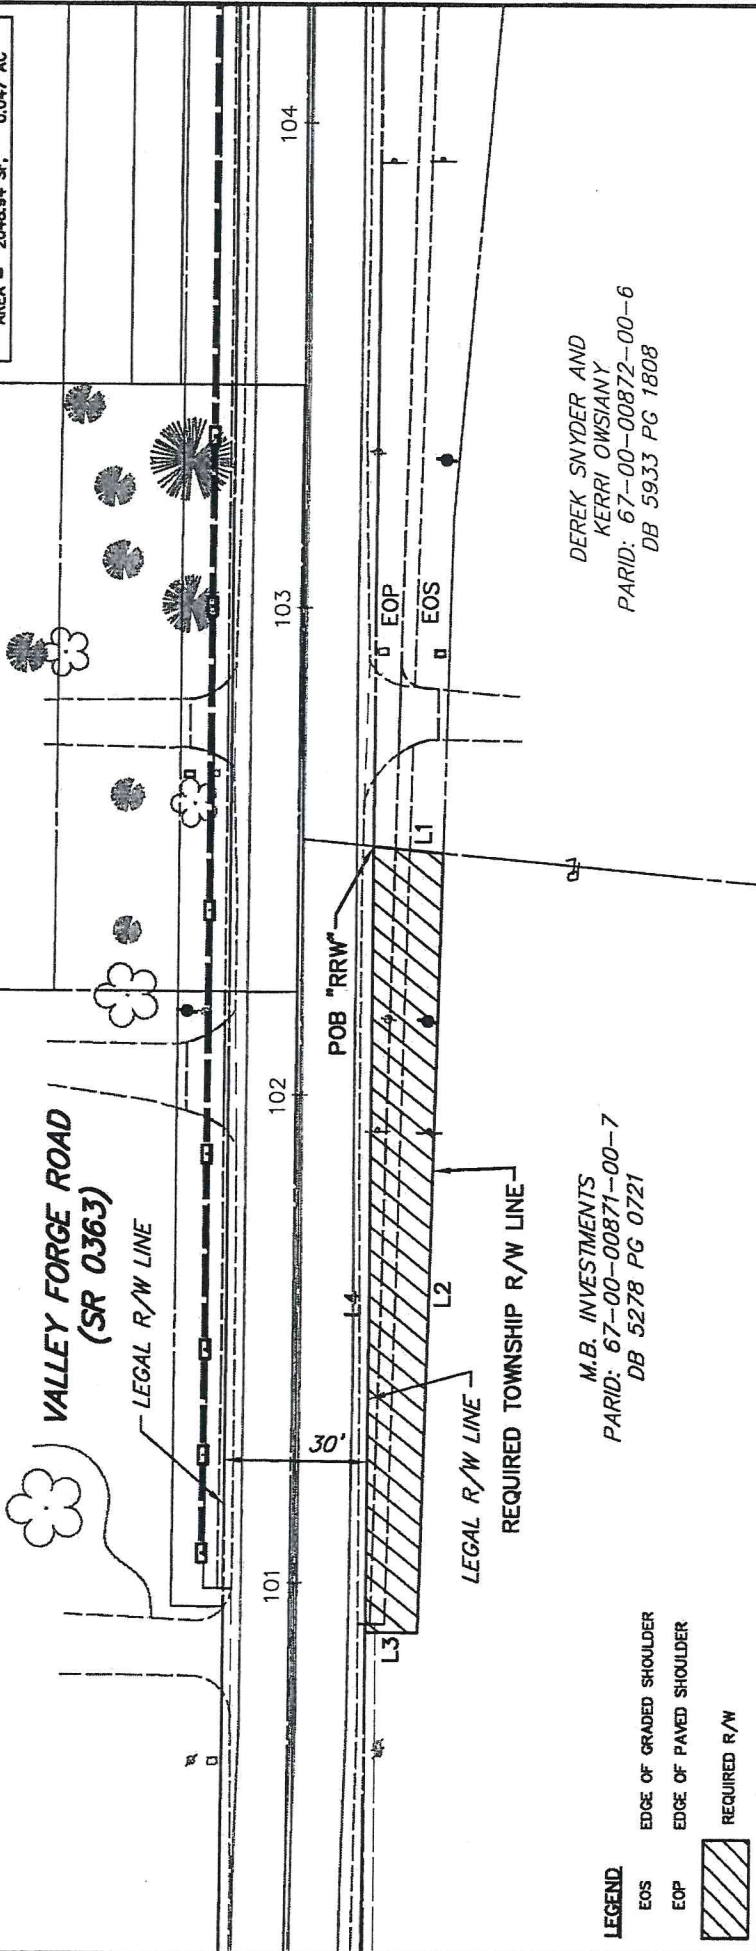 AREA = SF, 0.047 AC
VALLEY FORGE ROAD
(SR 0363)
LEGAL R/W LINE
101
102
103
104
30'
POB "RRW"
EOP
EOS
L1
L2
L3
L4
LEGAL R/W LINE
REQUIRED TOWNSHIP R/W LINE
M.B. INVESTMENTS
PARID: 67-00-00871-00-7
DB 5278 PG 0721
DEREK SNYDER AND
KERRI OWSIANY
PARID: 67-00-00872-00-6
DB 5933 PG 1808
LEGEND
EOS EDGE OF GRADED SHOULDER
EOP EDGE OF PAVED SHOULDER
REQUIRED R/W